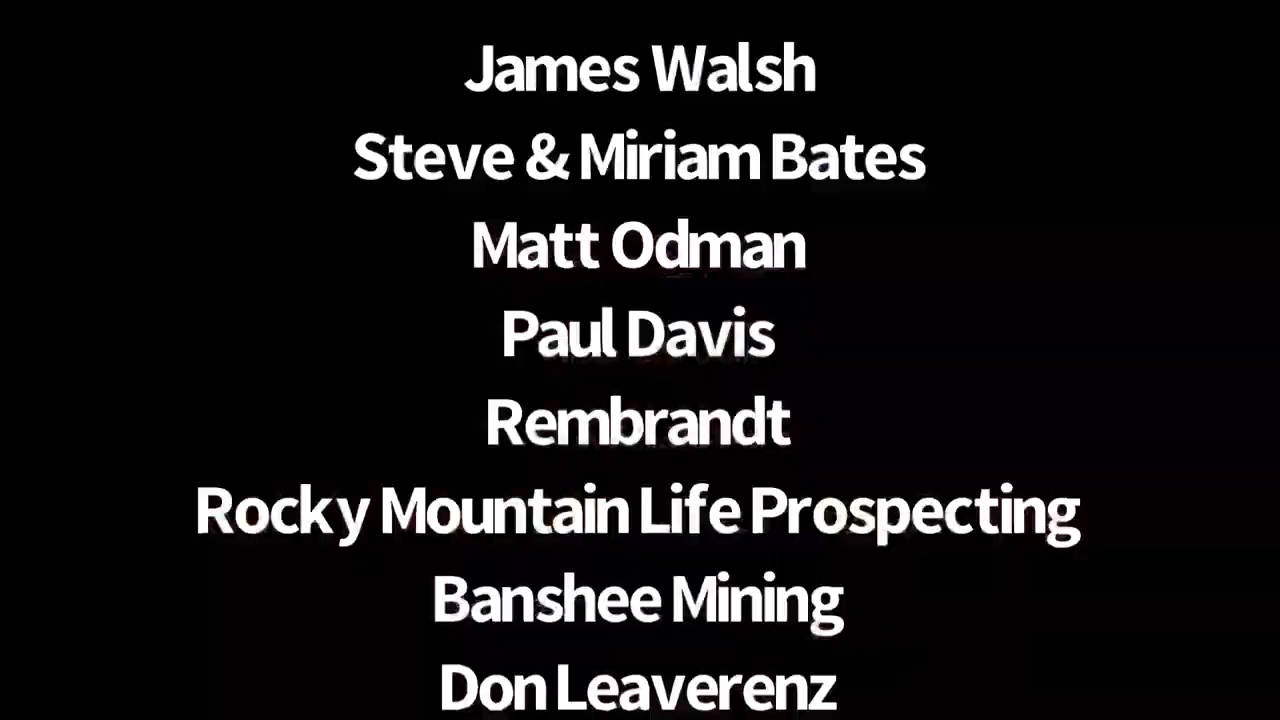 James Walsh
Steve & Miriam Bates
Matt Odman
Paul Davis
Rembrandt
Rocky Mountain Life Prospecting
Banshee Mining
Don Leaverenz